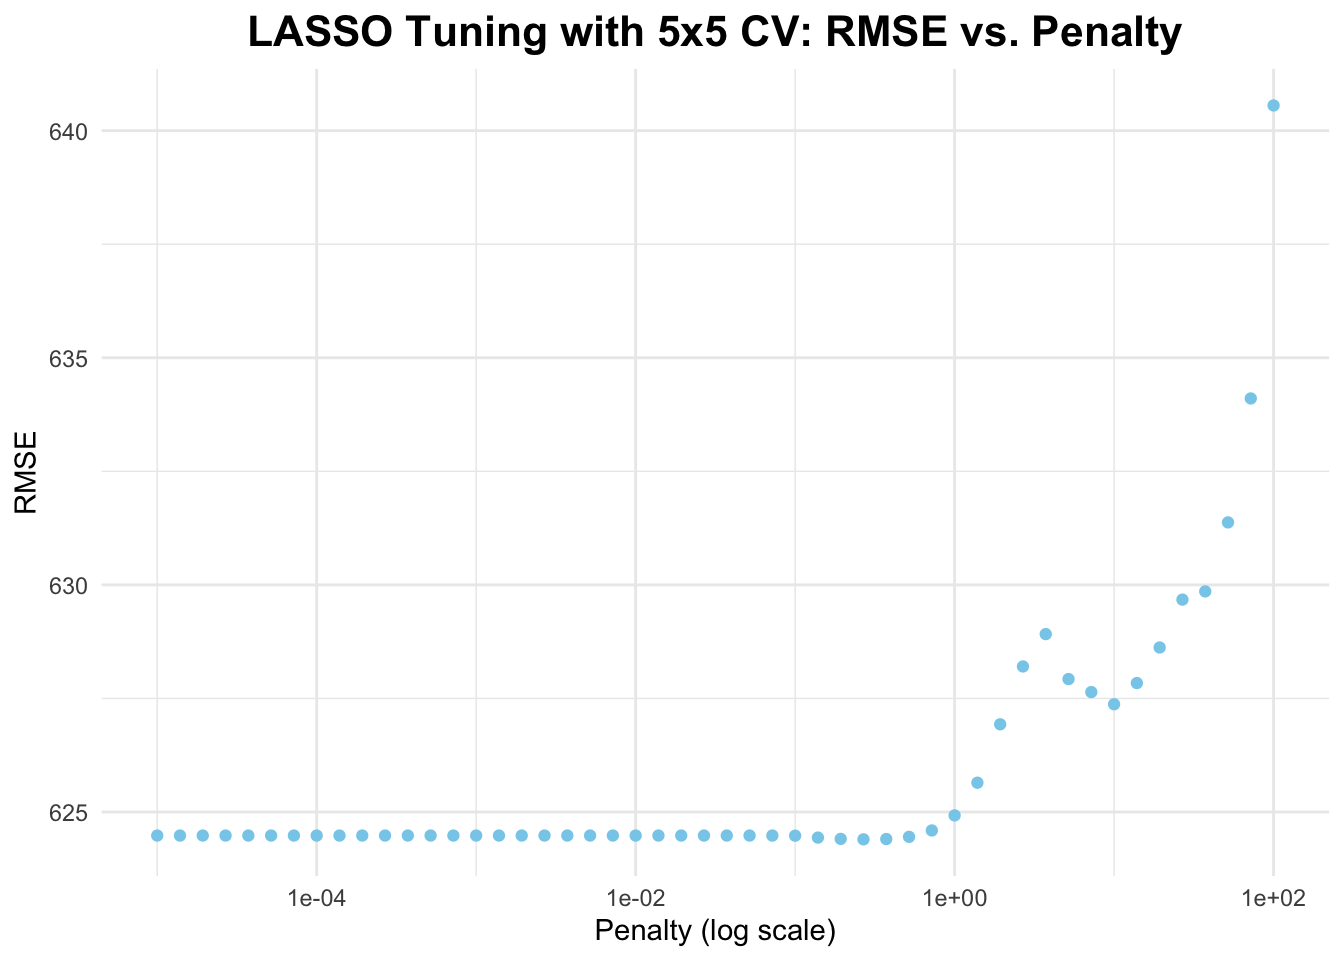 LASSO Tuning with 5x5 CV: RMSE vs. Penalty
640
635
630
625
RMSE
1e-04 1e-02 1e+00 1e+02
Penalty (log scale)